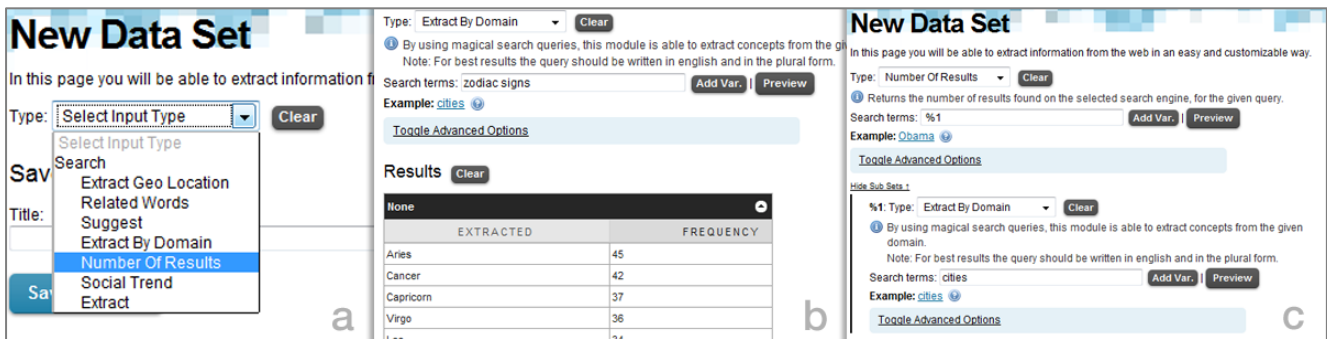 New Data Set
In this page you will be able to extract information f
Type: Select Input Type Clear
Select Input Type
Search
Extract Geo Location
Related Words
Suggest
Extract By Domain
Number Of Results
Social Trend
Extract
Sav
Title:
Sa
a
Type: Extract By Domain Clear
By using magical search queries, this module is able to extract concepts from the giv
Note: For best results the query should be written in english and in the plural form.
Search terms: zodiac signs Add Var. | Preview
Example: cities
Toggle Advanced Options
Results Clear
None
EXTRACTED FREQUENCY
Aries 45
Cancer 42
Capricorn 37
Virgo 36
b
New Data Set
In this page you will be able to extract information from the web in an easy and customizable way.
Type: Number Of Results Clear
Returns the number of results found on the selected search engine, for the given query.
Search terms: %1 Add Var. | Preview
Example: Obama
Toggle Advanced Options
Hide Sub Sets ↑
%1: Type: Extract By Domain Clear
By using magical search queries, this module is able to extract concepts from the given
domain.
Note: For best results the query should be written in english and in the plural form.
Search terms: cities Add Var. | Preview
Example: cities
Toggle Advanced Options
c